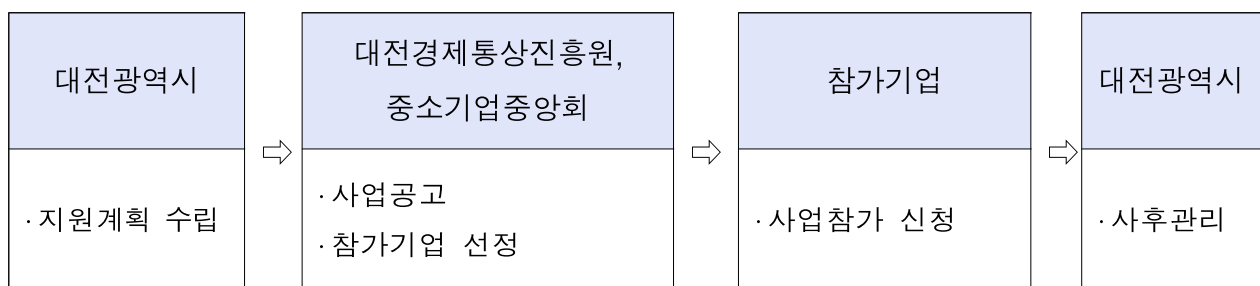 대전광역시
· 지원계획 수립
대전경제통상진흥원,
중소기업중앙회
· 사업공고
· 참가기업 선정
참가기업
· 사업참가 신청
대전광역시
· 사후관리